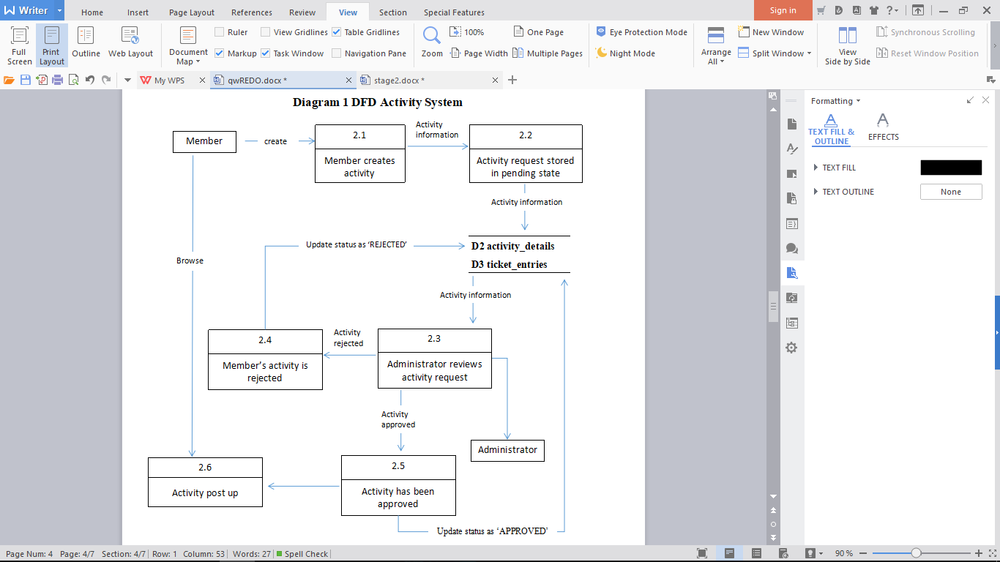 Writer
Home
Insert
Page Layout
References
Review
View
Section
Special Features
Sign in
Full Screen
Print Layout
Outline
Web Layout
Document Map
Ruler
View Gridlines
Table Gridlines
Markup
Task Window
Navigation Pane
Zoom
100%
Page Width
One Page
Multiple Pages
Eye Protection Mode
Night Mode
Arrange All
New Window
Split Window
View Side by Side
Synchronous Scrolling
Reset Window Position
My WPS
qwREDO.docx *
stage2.docx *
Diagram 1 DFD Activity System
Member
create
2.1
Member creates
activity
Activity
information
2.2
Activity request stored
in pending state
Activity information
Update status as ‘REJECTED’
D2 activity_details
D3 ticket_entries
Browse
Activity information
2.4
Member’s activity is
rejected
Activity
rejected
2.3
Administrator reviews
activity request
Activity
approved
Administrator
2.6
Activity post up
2.5
Activity has been
approved
Update status as ‘APPROVED’
Formatting
TEXT FILL &
OUTLINE
EFFECTS
TEXT FILL
TEXT OUTLINE
None
Page Num: 4
Page: 4/7
Section: 4/7
Row: 1
Column: 53
Words: 27
Spell Check
90 %